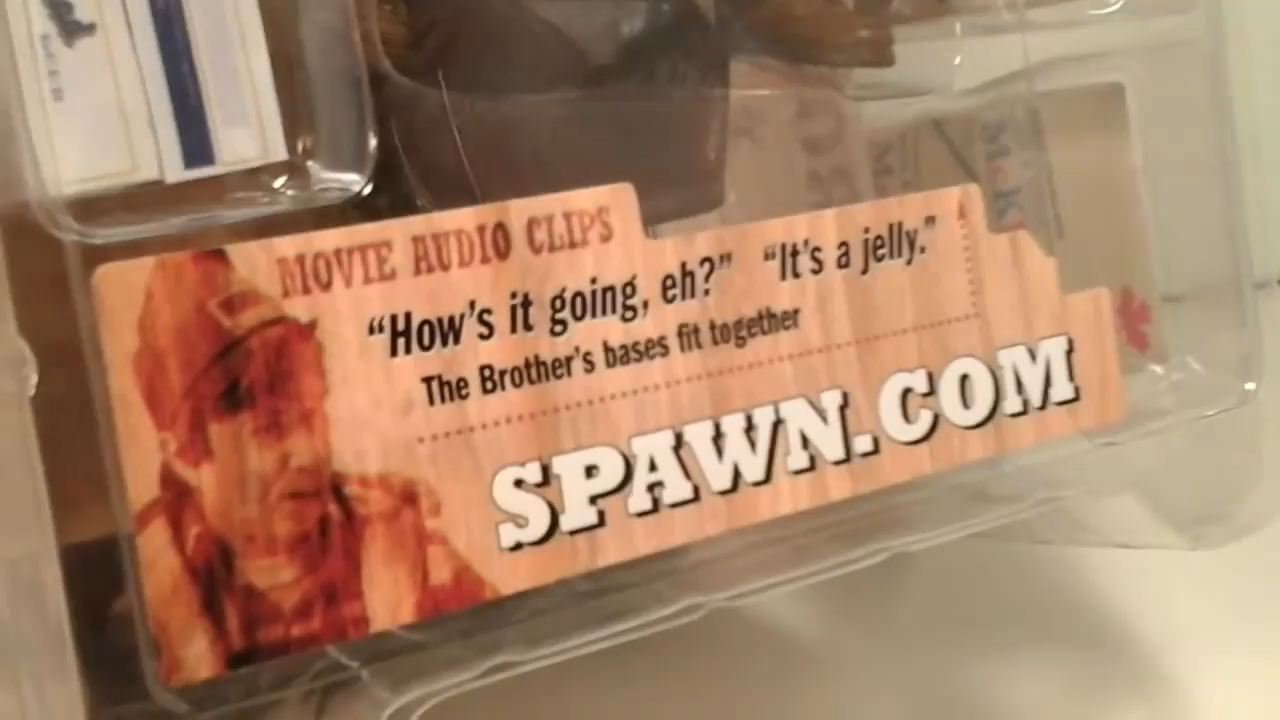 MOVIE AUDIO CLIPS
“How's it going, eh?” “It's a jelly.”
The Brother's bases fit together
SPAWN.COM